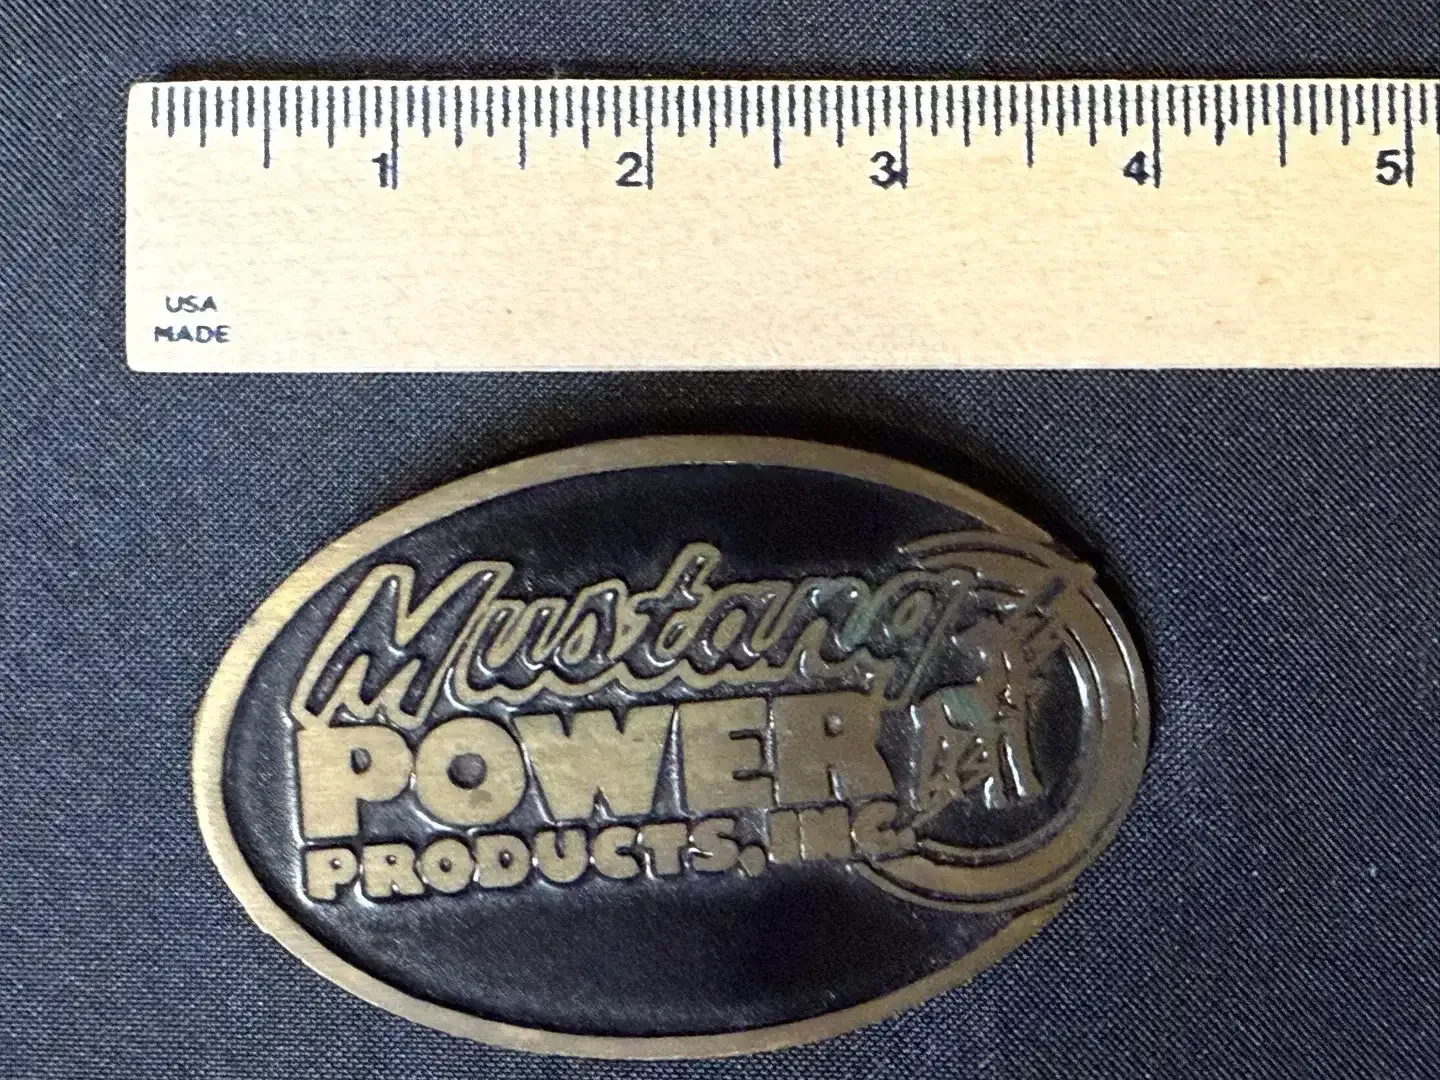 1 2 3 4 5
USA
MADE
Mustang
POWER
PRODUCTS, INC.